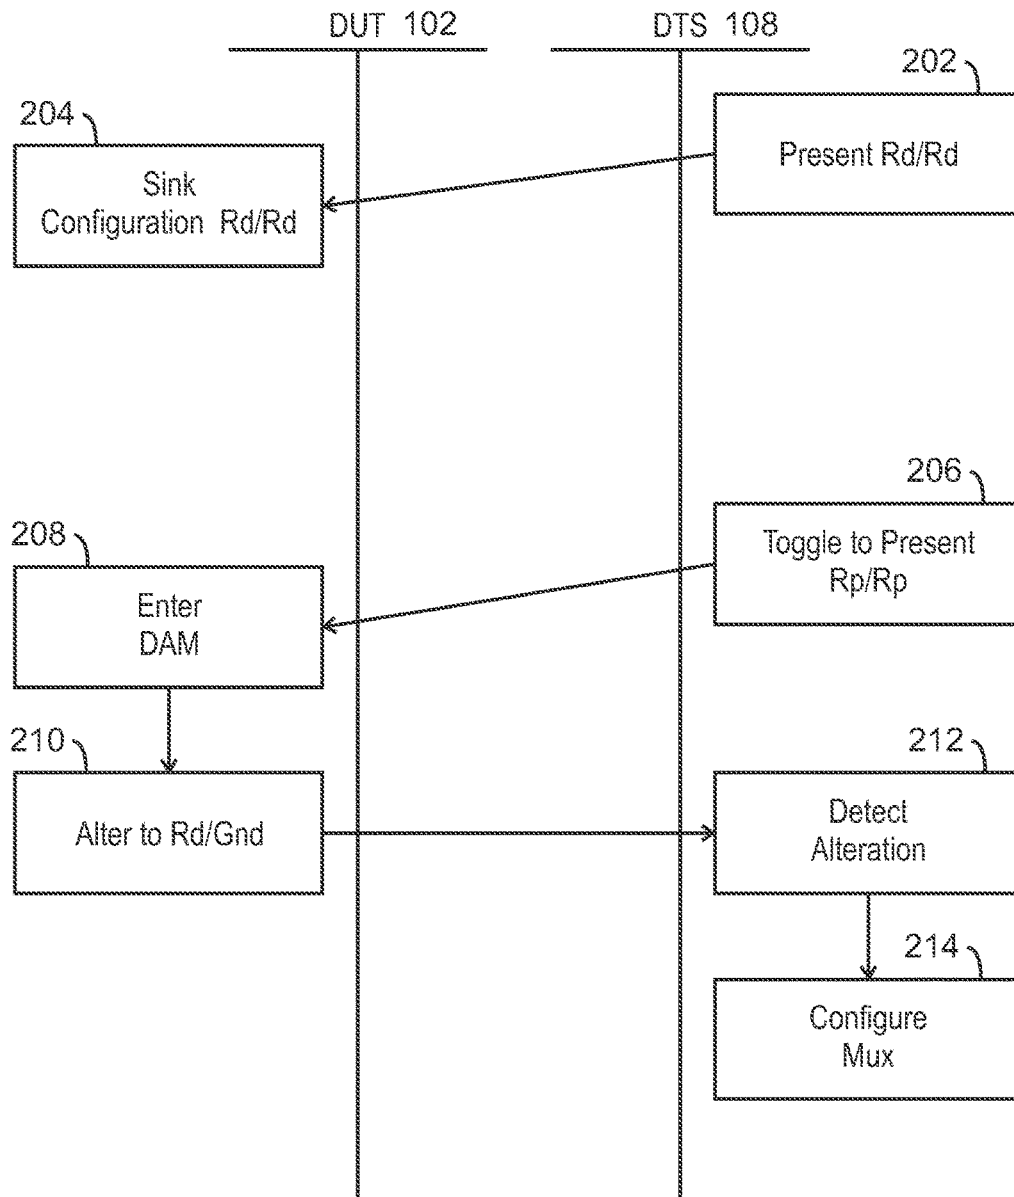 DUT 102
DTS 108
202
Present Rd/Rd
204
Sink
Configuration Rd/Rd
206
Toggle to Present
Rp/Rp
208
Enter
DAM
210
Alter to Rd/Gnd
212
Detect
Alteration
214
Configure
Mux